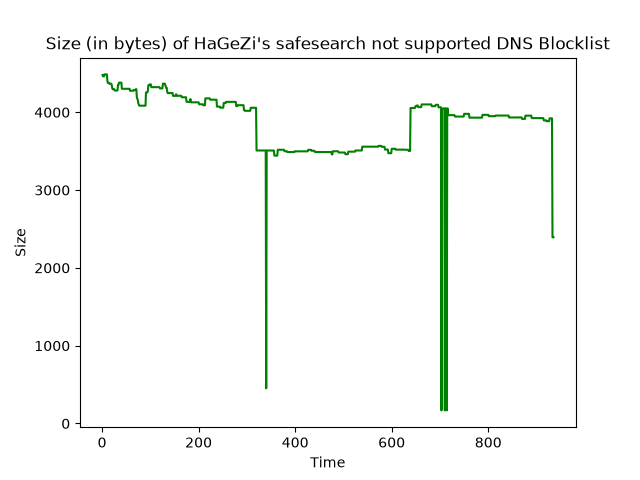 Size (in bytes) of HaGeZi's safesearch not supported DNS Blocklist
Size
4000
3000
2000
1000
0
0 200 400 600 800
Time